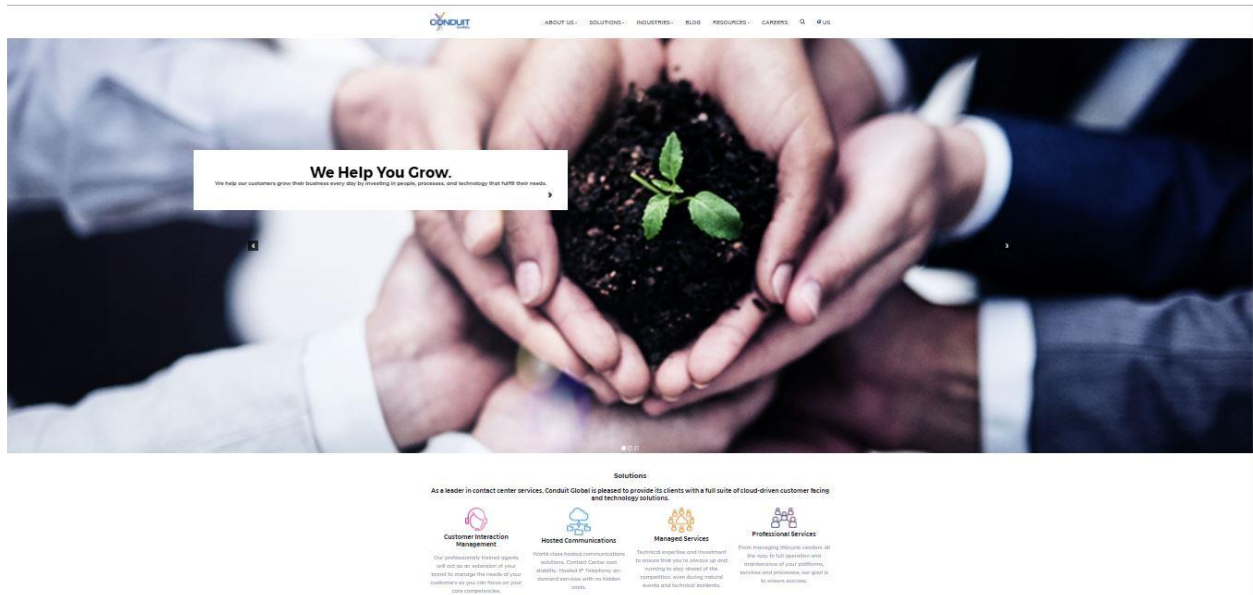 CONDUIT
ABOUT US
SOLUTIONS
INDUSTRIES
BLOG
RESOURCES
CAREERS
US
We Help You Grow.
We help our customers grow their business every day by investing in people, processes, and technology that fulfill their needs.
Solutions
As a leader in contact center services, Conduit Global is pleased to provide its clients with a full suite of cloud-driven customer facing
and technology solutions.
Customer Interaction
Management
Our professionally trained agents
will act as an extension of your
brand to manage the needs of your
customers so you can focus on your
core competencies.
Hosted Communications
World class hosted communications
solutions. Contact Center cost
stability. Hosted IP Telephony on-
demand services with no hidden
costs.
Managed Services
Technical expertise and investment
to ensure that you're always up and
running to stay ahead of the
competition, even during natural
events and technical incidents.
Professional Services
From managing lifecycle vendors all
the way to full operation and
maintenance of your platforms,
services and processes, our goal is
to ensure success.